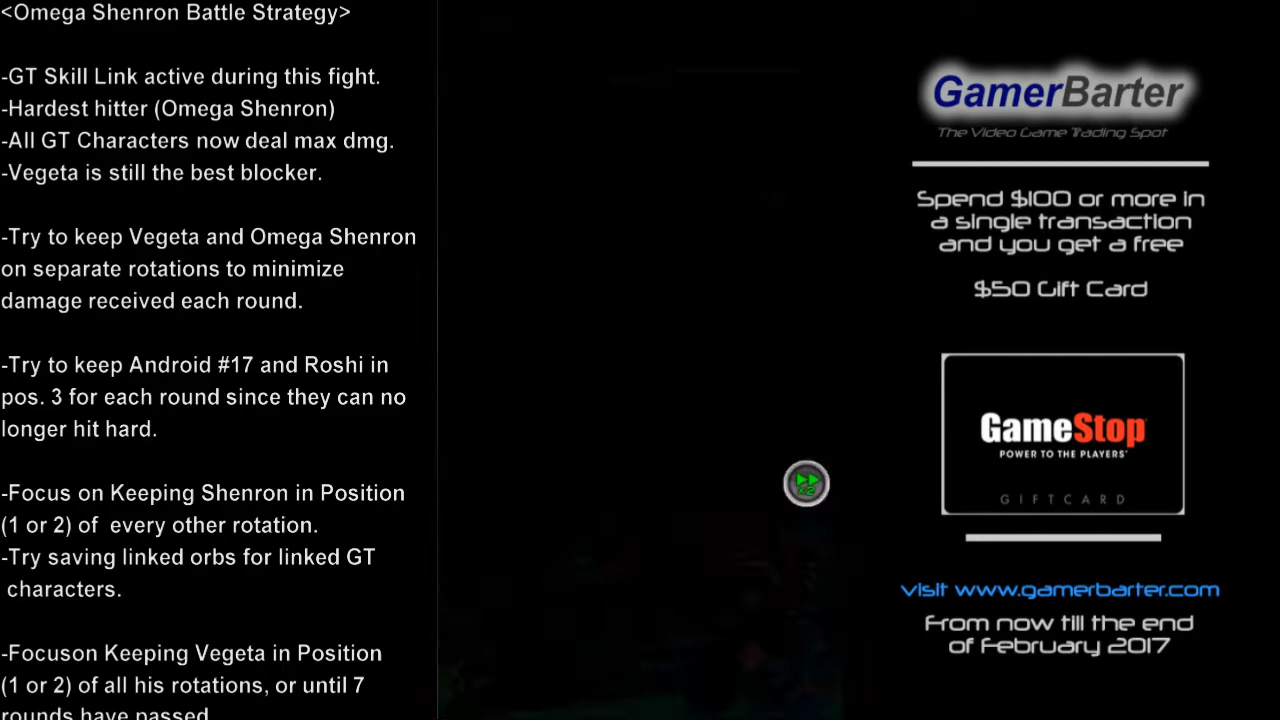 <Omega Shenron Battle Strategy>
-GT Skill Link active during this fight.
-Hardest hitter (Omega Shenron)
-All GT Characters now deal max dmg.
-Vegeta is still the best blocker.
-Try to keep Vegeta and Omega Shenron
on separate rotations to minimize
damage received each round.
-Try to keep Android #17 and Roshi in
pos. 3 for each round since they can no
longer hit hard.
-Focus on Keeping Shenron in Position
(1 or 2) of every other rotation.
-Try saving linked orbs for linked GT
characters.
-Focuson Keeping Vegeta in Position
(1 or 2) of all his rotations, or until 7
rounds have passed
x2
GamerBarter
The Video Game Trading Spot
Spend $100 or more in
a single transaction
and you get a free
$50 Gift Card
GameStop
POWER TO THE PLAYERS'
GIFTCARD
visit www.gamerbarter.com
From now till the end
of February 2017